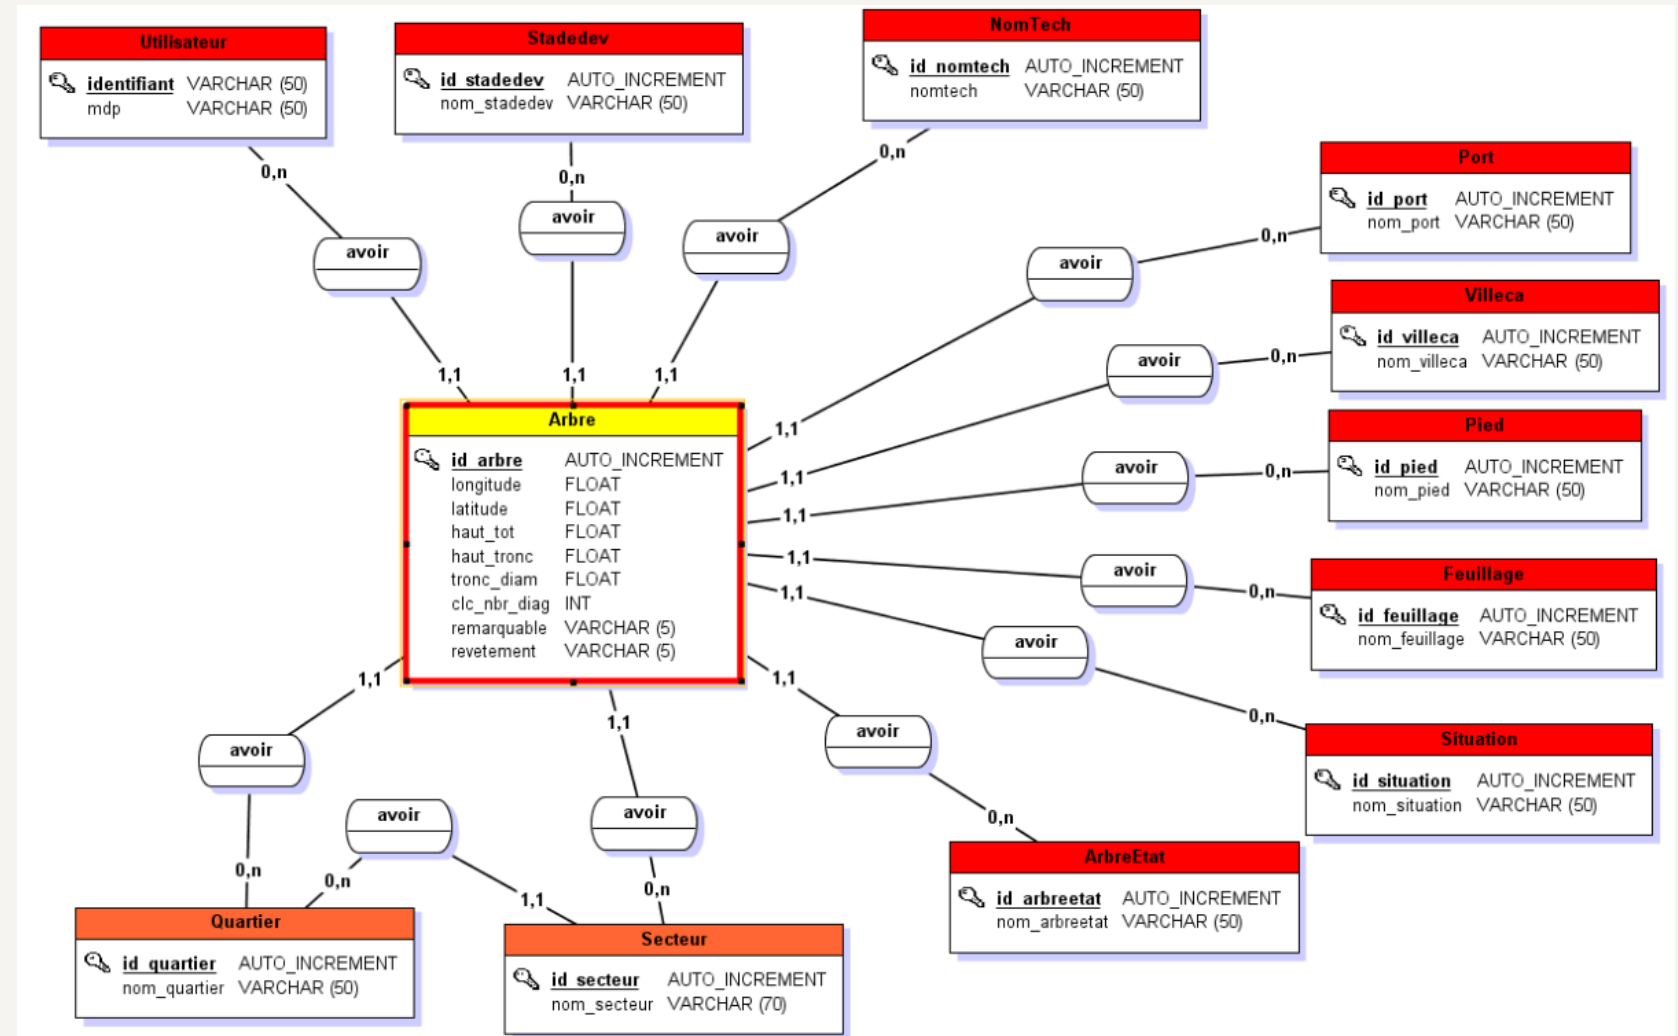 Utilisateur
identifiant VARCHAR (50)
mdp VARCHAR (50)
Stadedev
id_stadedev AUTO_INCREMENT
nom_stadedev VARCHAR (50)
NomTech
id_nomtech AUTO_INCREMENT
nomtech VARCHAR (50)
Port
id_port AUTO_INCREMENT
nom_port VARCHAR (50)
0,n
0,n
0,n
0,n
avoir
avoir
avoir
avoir
Villeca
id_villeca AUTO_INCREMENT
nom_villeca VARCHAR (50)
0,n
avoir
1,1
1,1
1,1
1,1
Arbre
id_arbre AUTO_INCREMENT
longitude FLOAT
latitude FLOAT
haut_tot FLOAT
haut_tronc FLOAT
tronc_diam FLOAT
clc_nbr_diag INT
remarquable VARCHAR (5)
revetement VARCHAR (5)
1,1
1,1
1,1
1,1
avoir
0,n
Pied
id_pied AUTO_INCREMENT
nom_pied VARCHAR (50)
avoir
0,n
Feuillage
id_feuillage AUTO_INCREMENT
nom_feuillage VARCHAR (50)
avoir
0,n
Situation
id_situation AUTO_INCREMENT
nom_situation VARCHAR (50)
1,1
1,1
1,1
avoir
avoir
avoir
avoir
0,n
0,n
1,1
0,n
0,n
ArbreEtat
id_arbreetat AUTO_INCREMENT
nom_arbreetat VARCHAR (50)
Quartier
id_quartier AUTO_INCREMENT
nom_quartier VARCHAR (50)
Secteur
id_secteur AUTO_INCREMENT
nom_secteur VARCHAR (70)